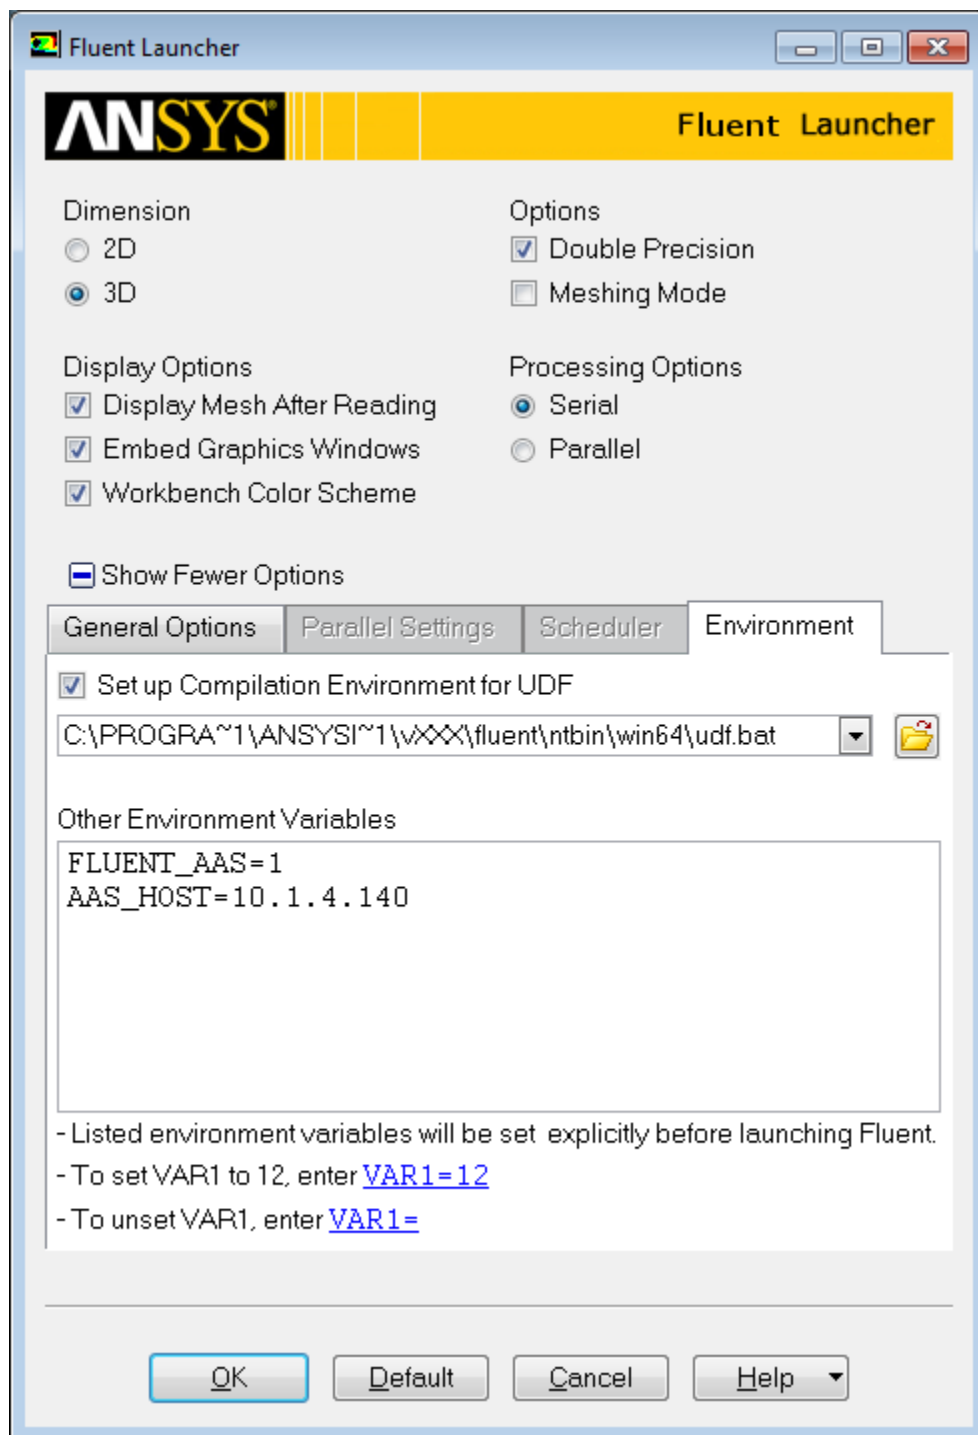 Fluent Launcher
ANSYS® Fluent Launcher
Dimension
2D
3D
Options
Double Precision
Meshing Mode
Display Options
Display Mesh After Reading
Embed Graphics Windows
Workbench Color Scheme
Processing Options
Serial
Parallel
Show Fewer Options
General Options Parallel Settings Scheduler Environment
Set up Compilation Environment for UDF
C:\PROGRA~1\ANSYSI~1\vXXX\fluent\ntbin\win64\udf.bat
Other Environment Variables
FLUENT_AAS=1
AAS_HOST=10.1.4.140
- Listed environment variables will be set explicitly before launching Fluent.
- To set VAR1 to 12, enter VAR1=12
- To unset VAR1, enter VAR1=
OK Default Cancel Help